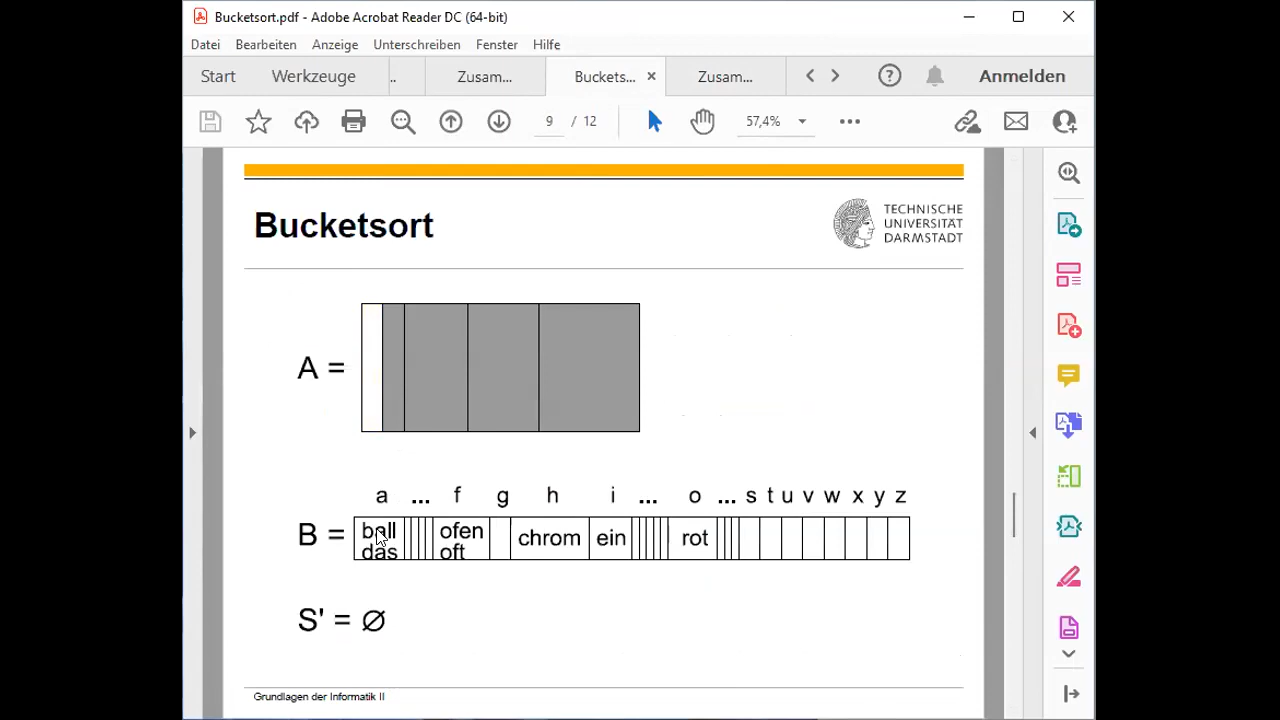 Bucketsort.pdf - Adobe Acrobat Reader DC (64-bit)
Datei Bearbeiten Anzeige Unterschreiben Fenster Hilfe
Start Werkzeuge .. Zusam... Buckets... Zusam... Anmelden
9 / 12 57,4%
Bucketsort
TECHNISCHE
UNIVERSITÄT
DARMSTADT
A =
a ... f g h i ... o ... s t u v w x y z
B = ball das ofen oft chrom ein rot
S' = ∅
Grundlagen der Informatik II